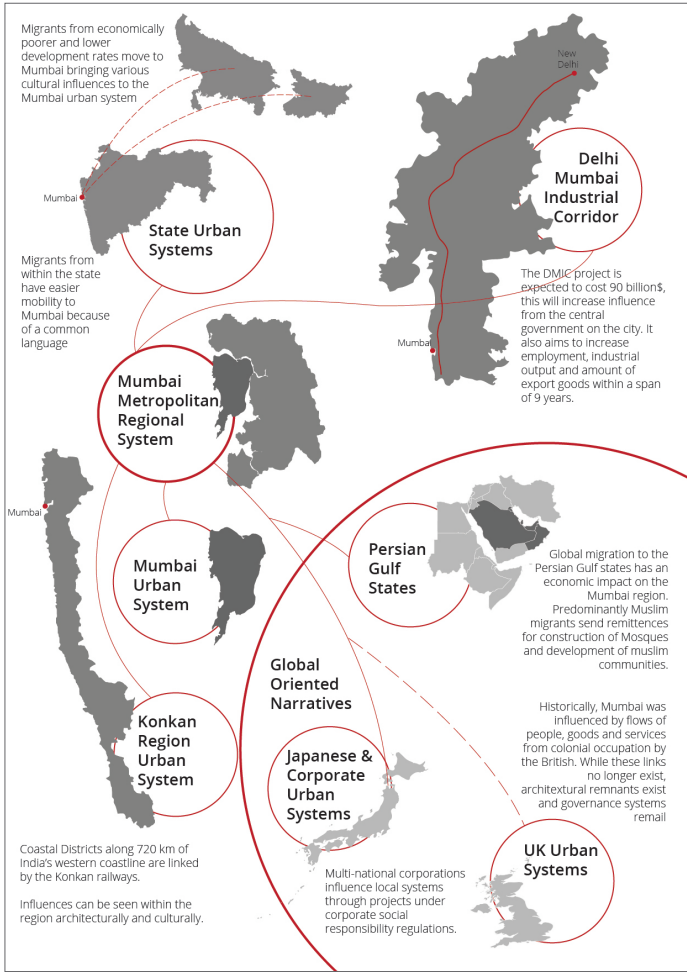 Migrants from economically
poorer and lower
development rates move to
Mumbai bringing various
cultural influences to the
Mumbai urban system
New
Delhi
Delhi
Mumbai
Industrial
Corridor
Mumbai
State Urban
Systems
Migrants from
within the state
have easier
mobility to
Mumbai because
of a common
language
The DMIC project is
expected to cost 90 billion$,
this will increase influence
from the central
government on the city. It
also aims to increase
employment, industrial
output and amount of
export goods within a span
of 9 years.
Mumbai
Mumbai
Metropolitan
Regional
System
Mumbai
Mumbai
Urban
System
Persian
Gulf
States
Global migration to the
Persian Gulf states has an
economic impact on the
Mumbai region.
Predominantly Muslim
migrants send remittences
for construction of Mosques
and development of muslim
communities.
Global
Oriented
Narratives
Konkan
Region
Urban
System
Historically, Mumbai was
influenced by flows of
people, goods and services
from colonial occupation by
the British. While these links
no longer exist,
architextural remnants exist
and governance systems
remail
Japanese &
Corporate
Urban
Systems
UK Urban
Systems
Coastal Districts along 720 km of
India's western coastline are linked
by the Konkan railways.
Influences can be seen within the
region architecturally and culturally.
Multi-national corporations
influence local systems
through projects under
corporate social
responsibility regulations.